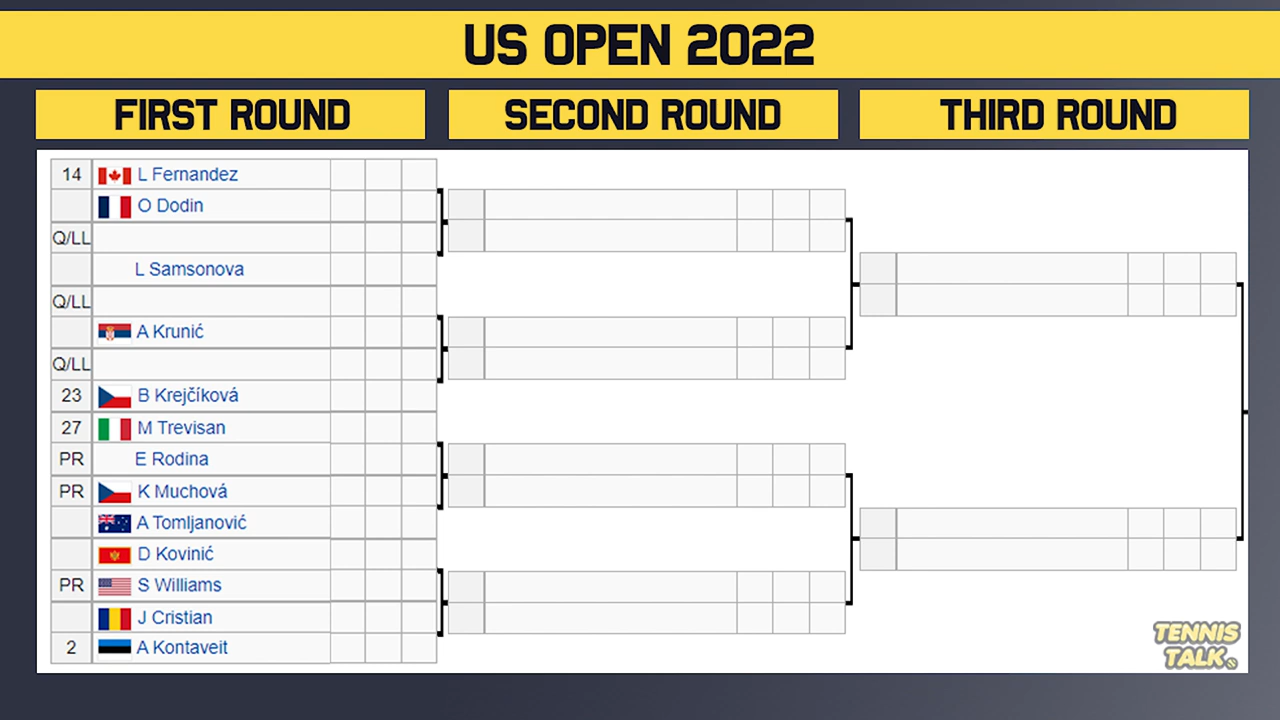 US OPEN 2022
FIRST ROUND
SECOND ROUND
THIRD ROUND
14 L Fernandez
O Dodin
Q/LL
L Samsonova
Q/LL
A Krunić
Q/LL
23 B Krejčíková
27 M Trevisan
PR E Rodina
PR K Muchová
A Tomljanović
D Kovinić
PR S Williams
J Cristian
2 A Kontaveit
TENNIS
TALK